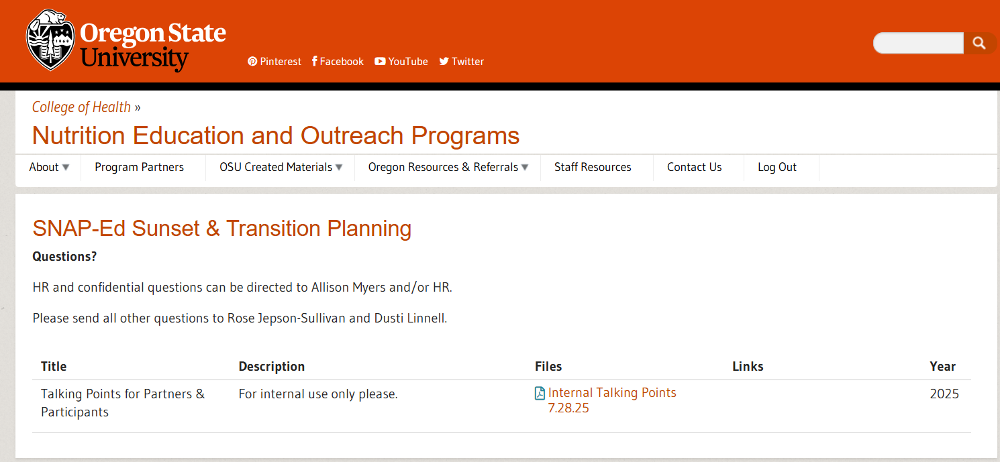 Oregon State
University
Pinterest Facebook YouTube Twitter
College of Health »
Nutrition Education and Outreach Programs
About Program Partners OSU Created Materials Oregon Resources & Referrals Staff Resources Contact Us Log Out
SNAP-Ed Sunset & Transition Planning
Questions?
HR and confidential questions can be directed to Allison Myers and/or HR.
Please send all other questions to Rose Jepson-Sullivan and Dusti Linnell.
Title Description Files Links Year
Talking Points for Partners & For internal use only please. Internal Talking Points 2025
Participants 7.28.25